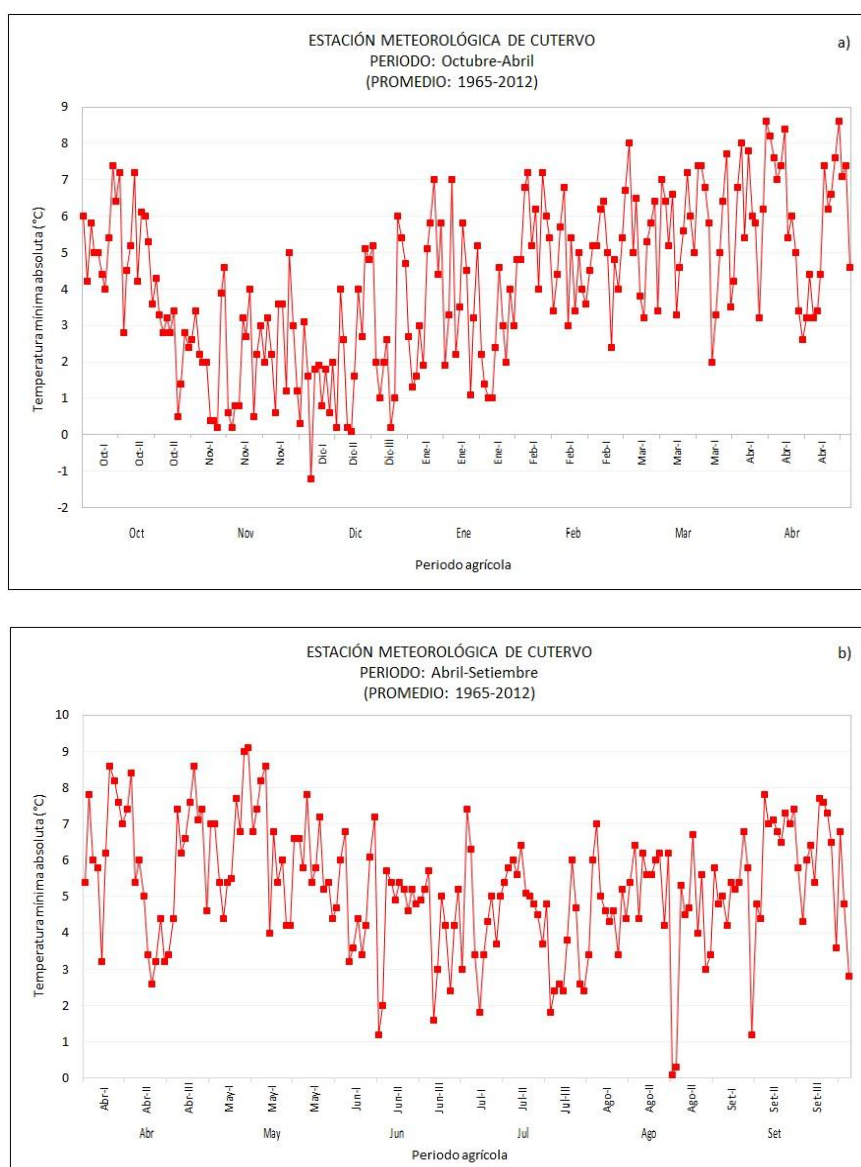 ESTACIÓN METEOROLÓGICA DE CUTERVO
a)
PERIODO: Octubre-Abril
(PROMEDIO: 1965-2012)
Temperatura mínima absoluta (°C)
9
8
7
6
5
4
3
2
1
0
-1
-2
Oct-I
Oct-II
Oct-II
Nov-I
Nov-I
Nov-I
Dic-I
Dic-II
Dic-III
Ene-I
Ene-I
Ene-I
Feb-I
Feb-I
Feb-I
Mar-I
Mar-I
Mar-I
Abr-I
Abr-I
Abr-I
Oct Nov Dic Ene Feb Mar Abr
Periodo agrícola
ESTACIÓN METEOROLÓGICA DE CUTERVO
b)
PERIODO: Abril-Setiembre
(PROMEDIO: 1965-2012)
Temperatura mínima absoluta (°C)
10
9
8
7
6
5
4
3
2
1
0
Abr-I
Abr-II
Abr-III
May-I
May-I
May-I
Jun-I
Jun-II
Jun-III
Jul-I
Jul-II
Jul-III
Ago-I
Ago-II
Ago-II
Set-I
Set-II
Set-III
Abr May Jun Jul Ago Set
Periodo agrícola